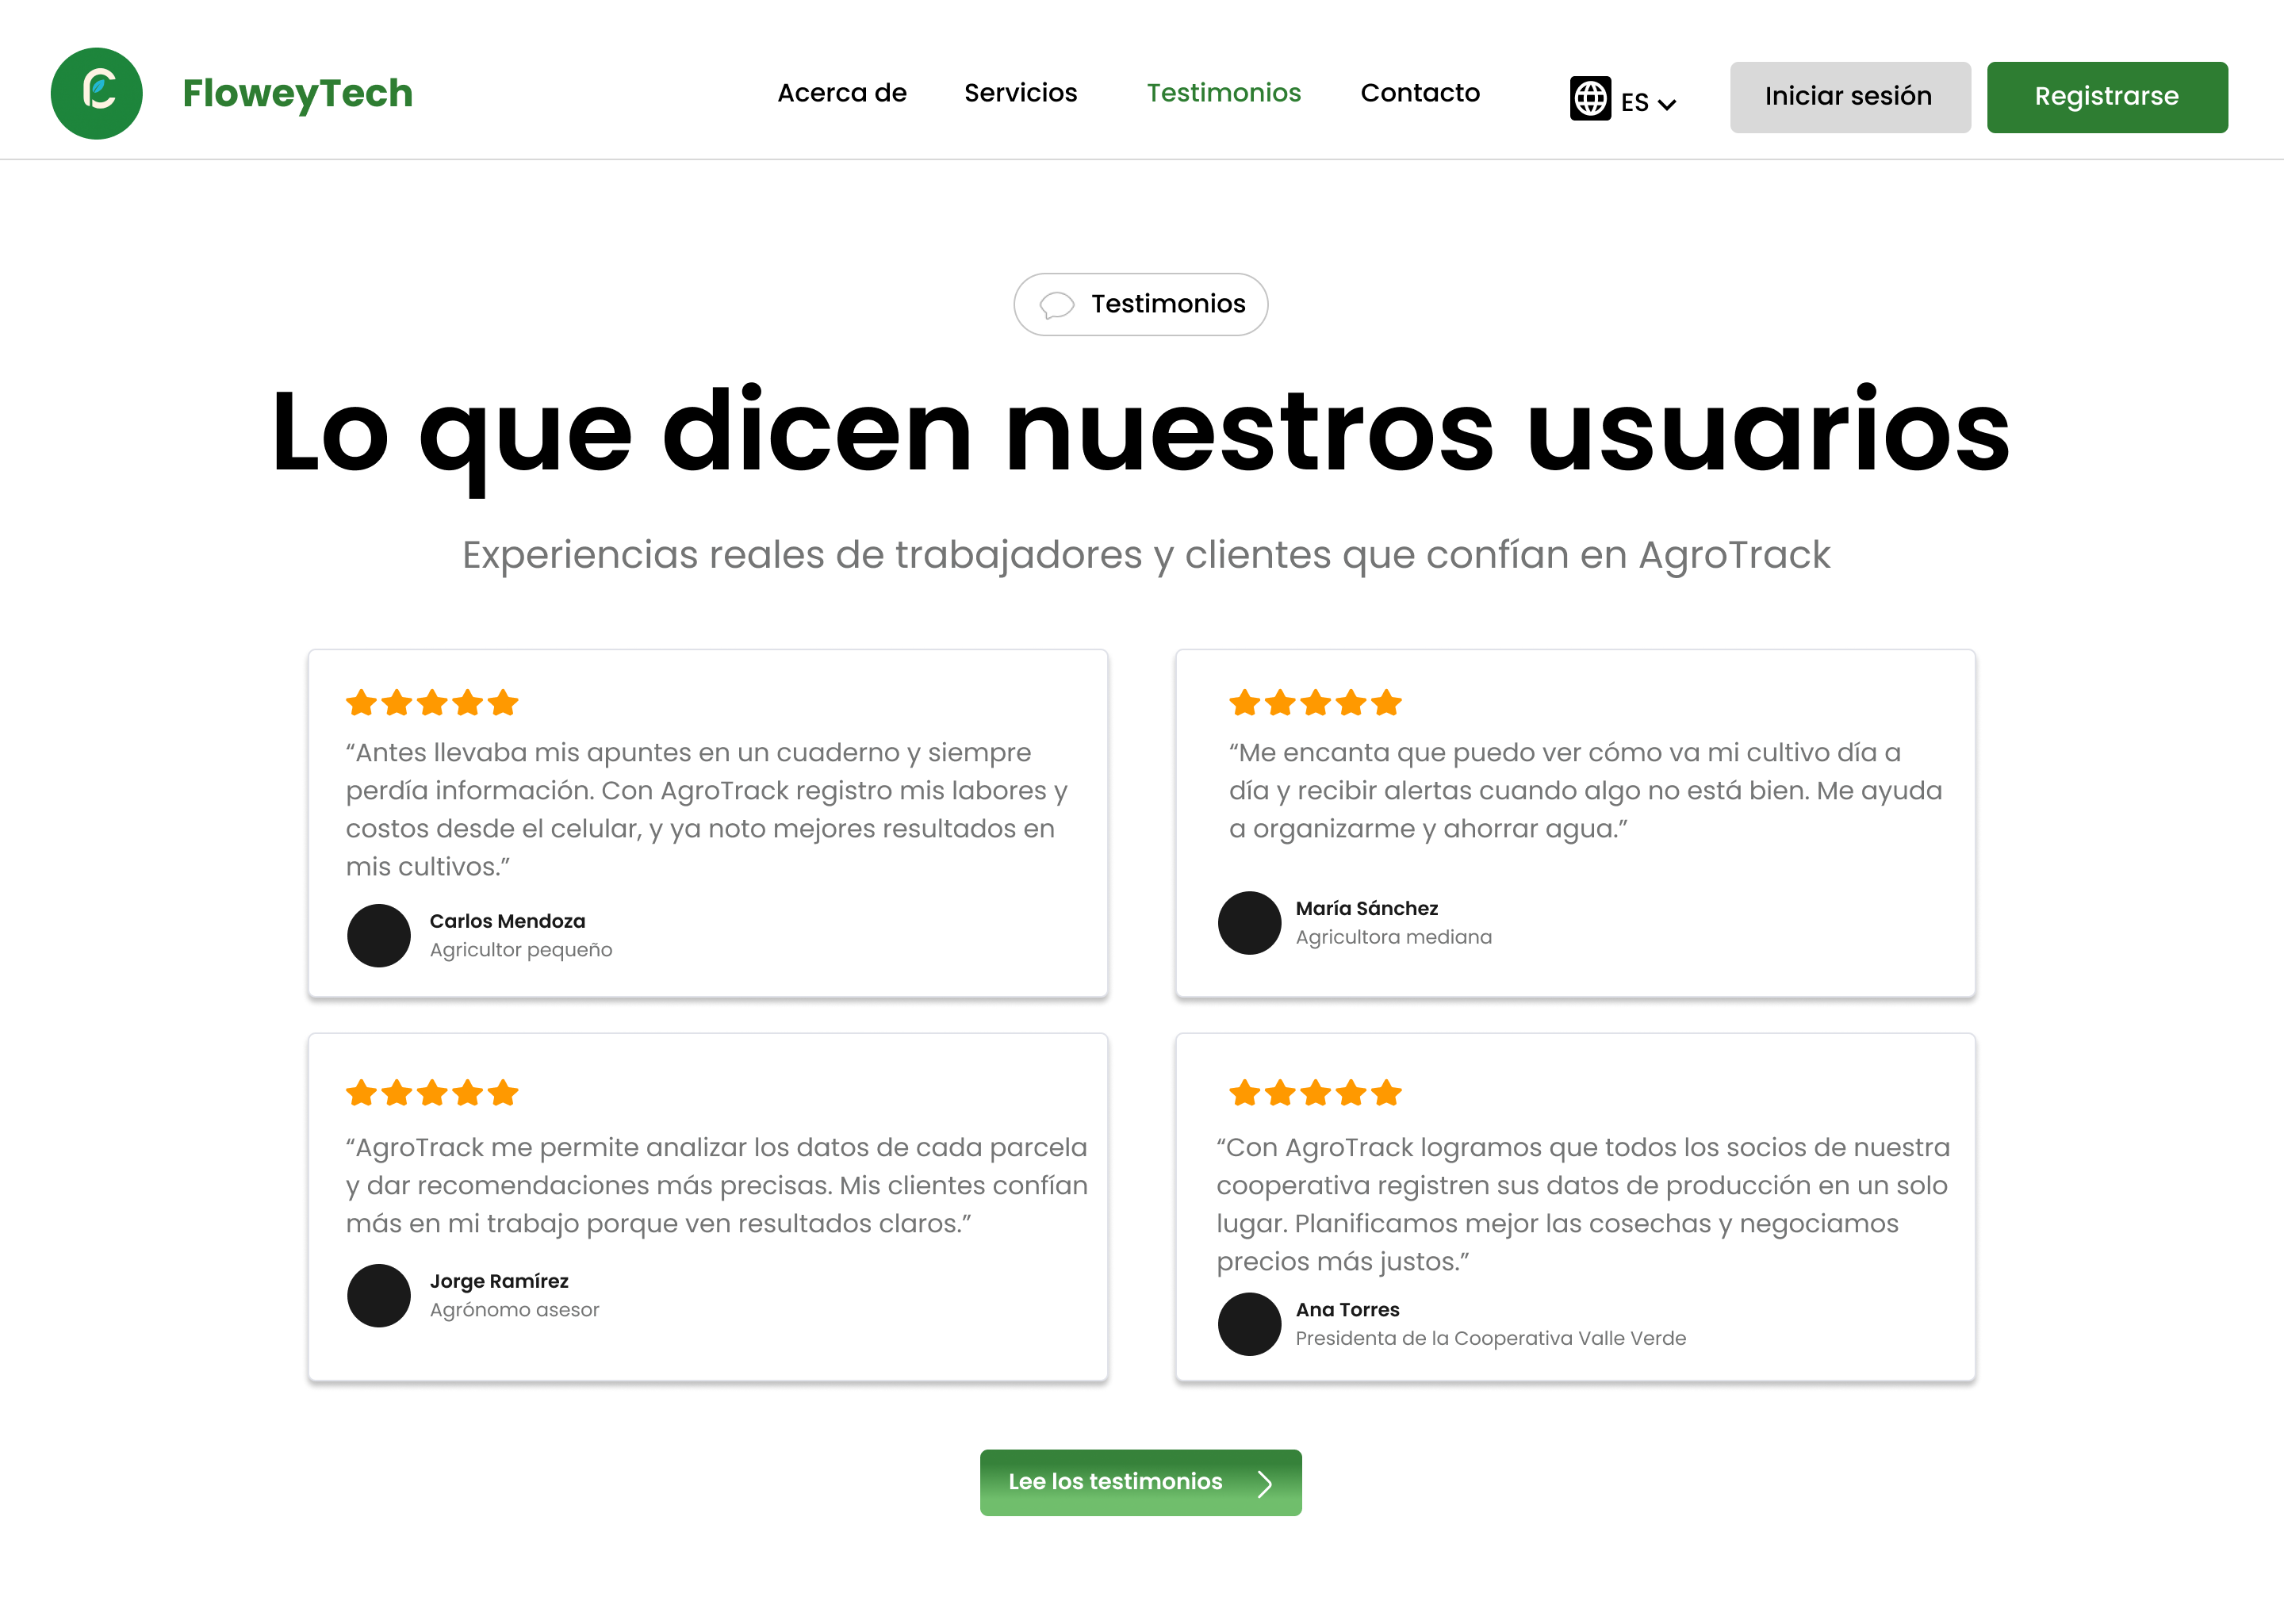 FloweyTech
Acerca de
Servicios
Testimonios
Contacto
ES
Iniciar sesión
Registrarse
Testimonios
Lo que dicen nuestros usuarios
Experiencias reales de trabajadores y clientes que confían en AgroTrack
“Antes llevaba mis apuntes en un cuaderno y siempre
perdía información. Con AgroTrack registro mis labores y
costos desde el celular, y ya noto mejores resultados en
mis cultivos.”
Carlos Mendoza
Agricultor pequeño
“Me encanta que puedo ver cómo va mi cultivo día a
día y recibir alertas cuando algo no está bien. Me ayuda
a organizarme y ahorrar agua.”
María Sánchez
Agricultora mediana
“AgroTrack me permite analizar los datos de cada parcela
y dar recomendaciones más precisas. Mis clientes confían
más en mi trabajo porque ven resultados claros.”
Jorge Ramírez
Agrónomo asesor
“Con AgroTrack logramos que todos los socios de nuestra
cooperativa registren sus datos de producción en un solo
lugar. Planificamos mejor las cosechas y negociamos
precios más justos.”
Ana Torres
Presidenta de la Cooperativa Valle Verde
Lee los testimonios